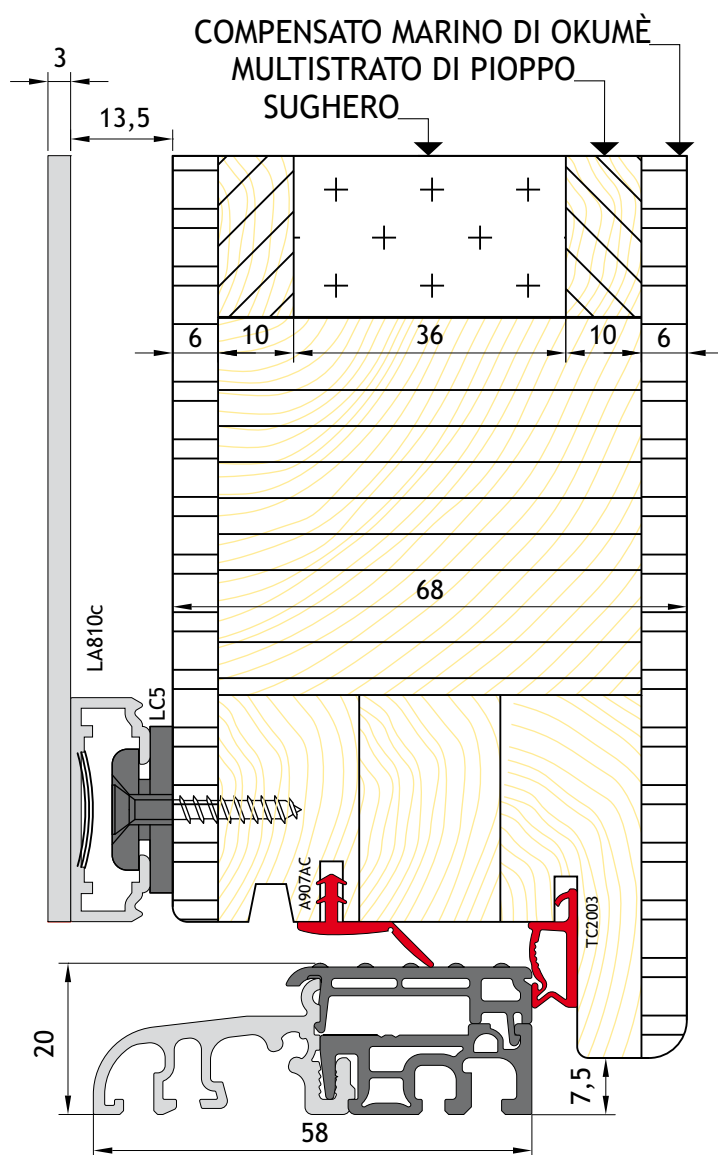 COMPENSATO MARINO DI OKUMÈ
MULTISTRATO DI PIOPPO
SUGHERO
3
13,5
6
10
36
10
6
68
LA810c
LC5
A907AC
TC2003
20
7,5
58